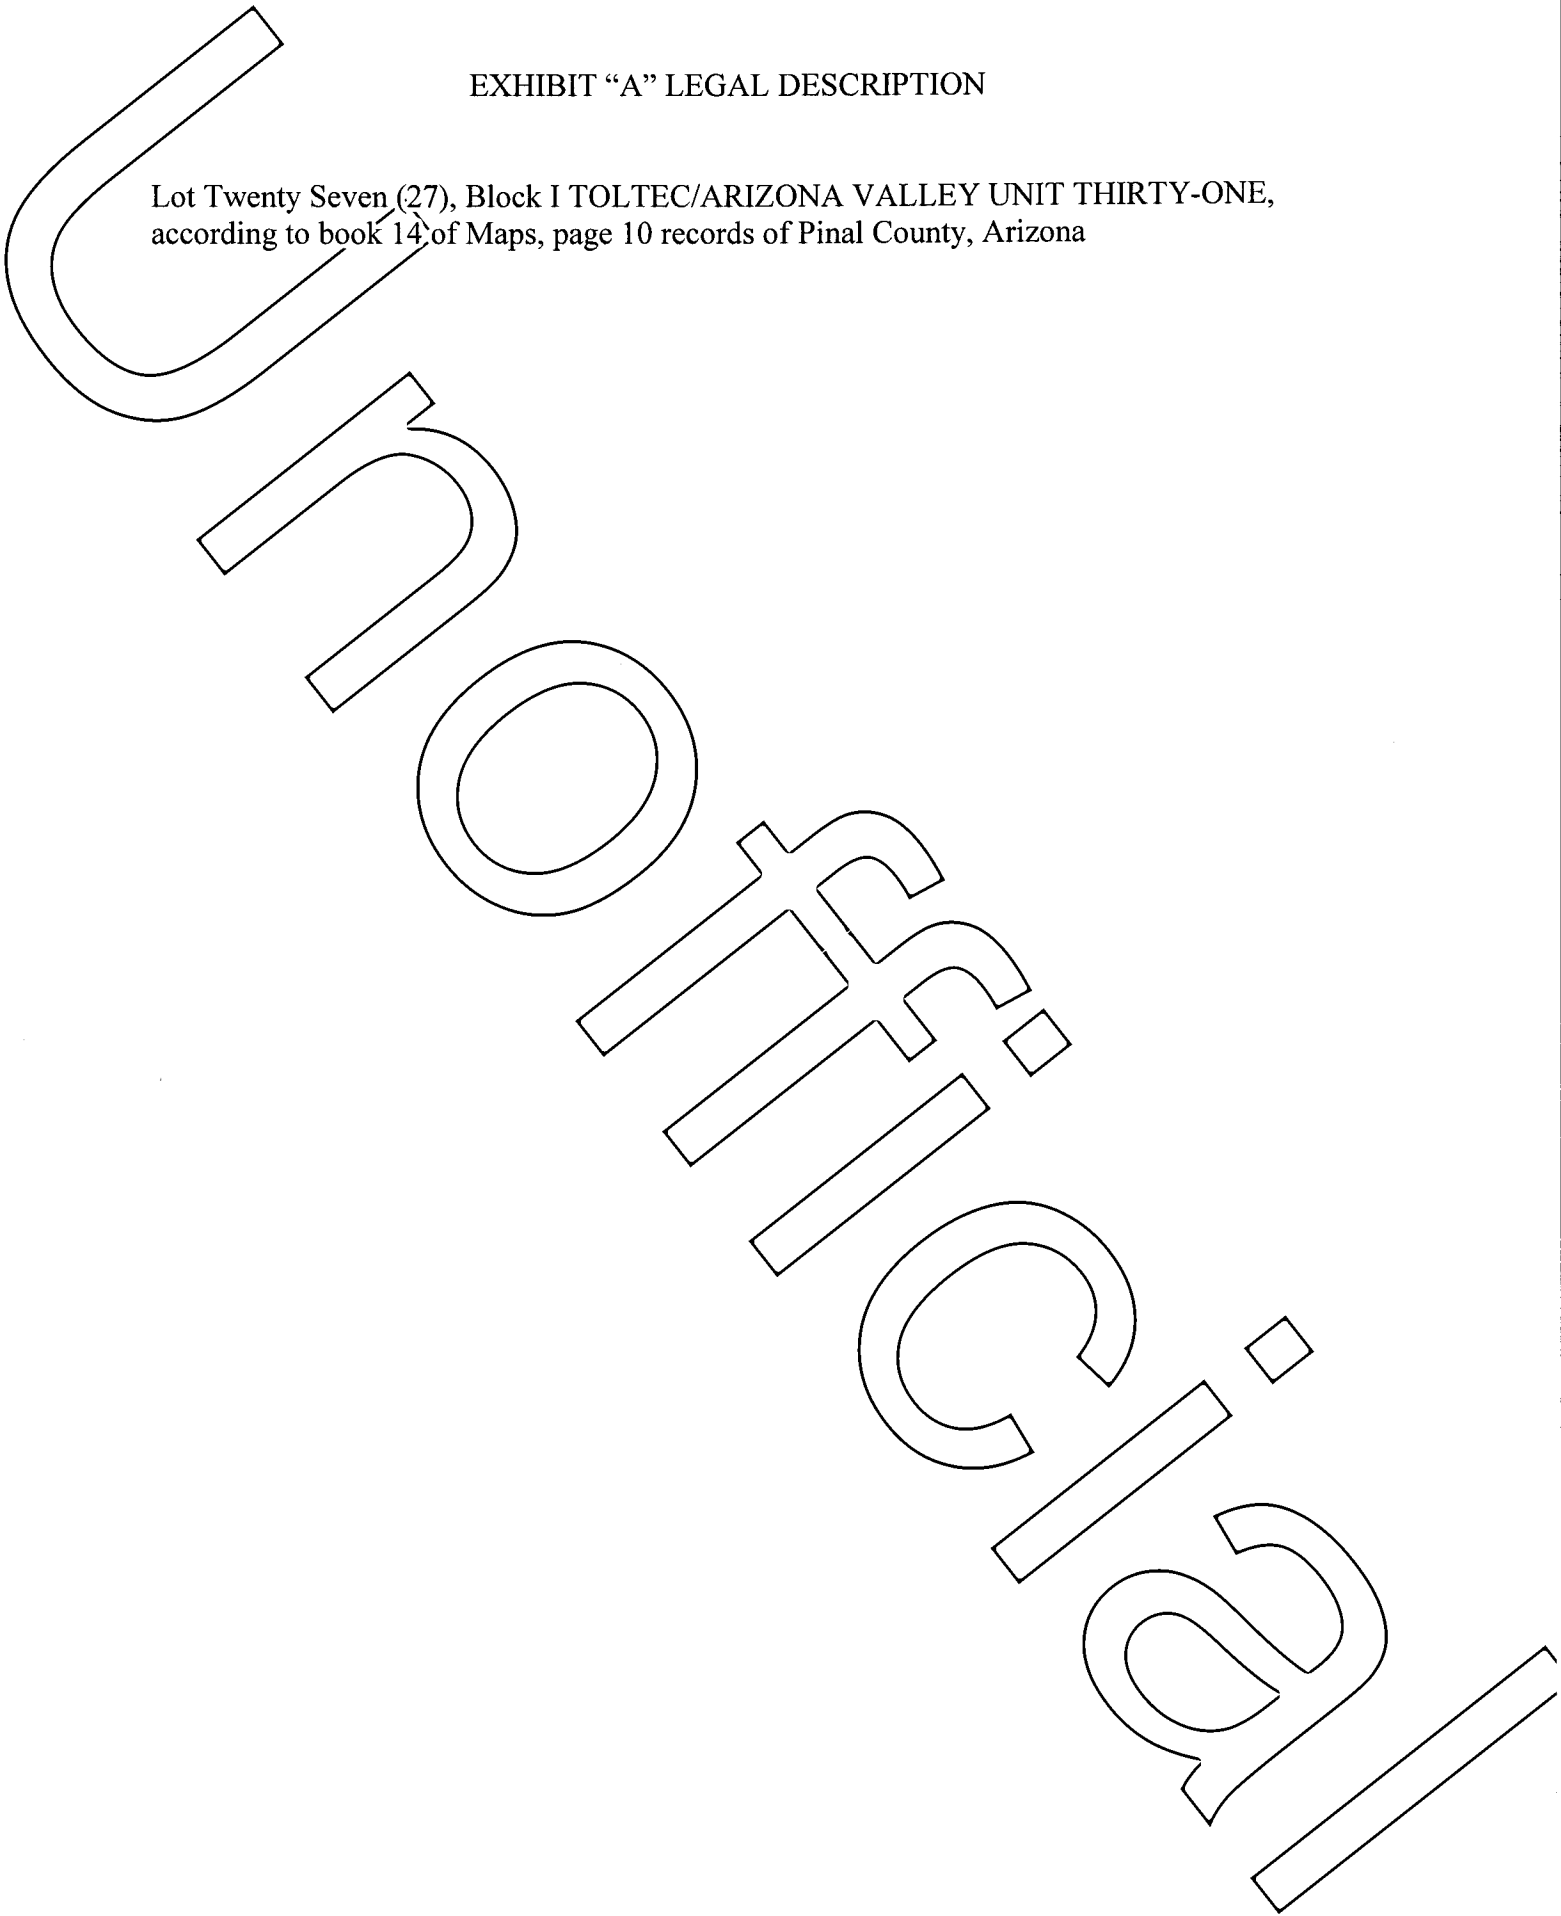 EXHIBIT “A” LEGAL DESCRIPTION
Lot Twenty Seven (27), Block I TOLTEC/ARIZONA VALLEY UNIT THIRTY-ONE,
according to book 14 of Maps, page 10 records of Pinal County, Arizona
Unofficial